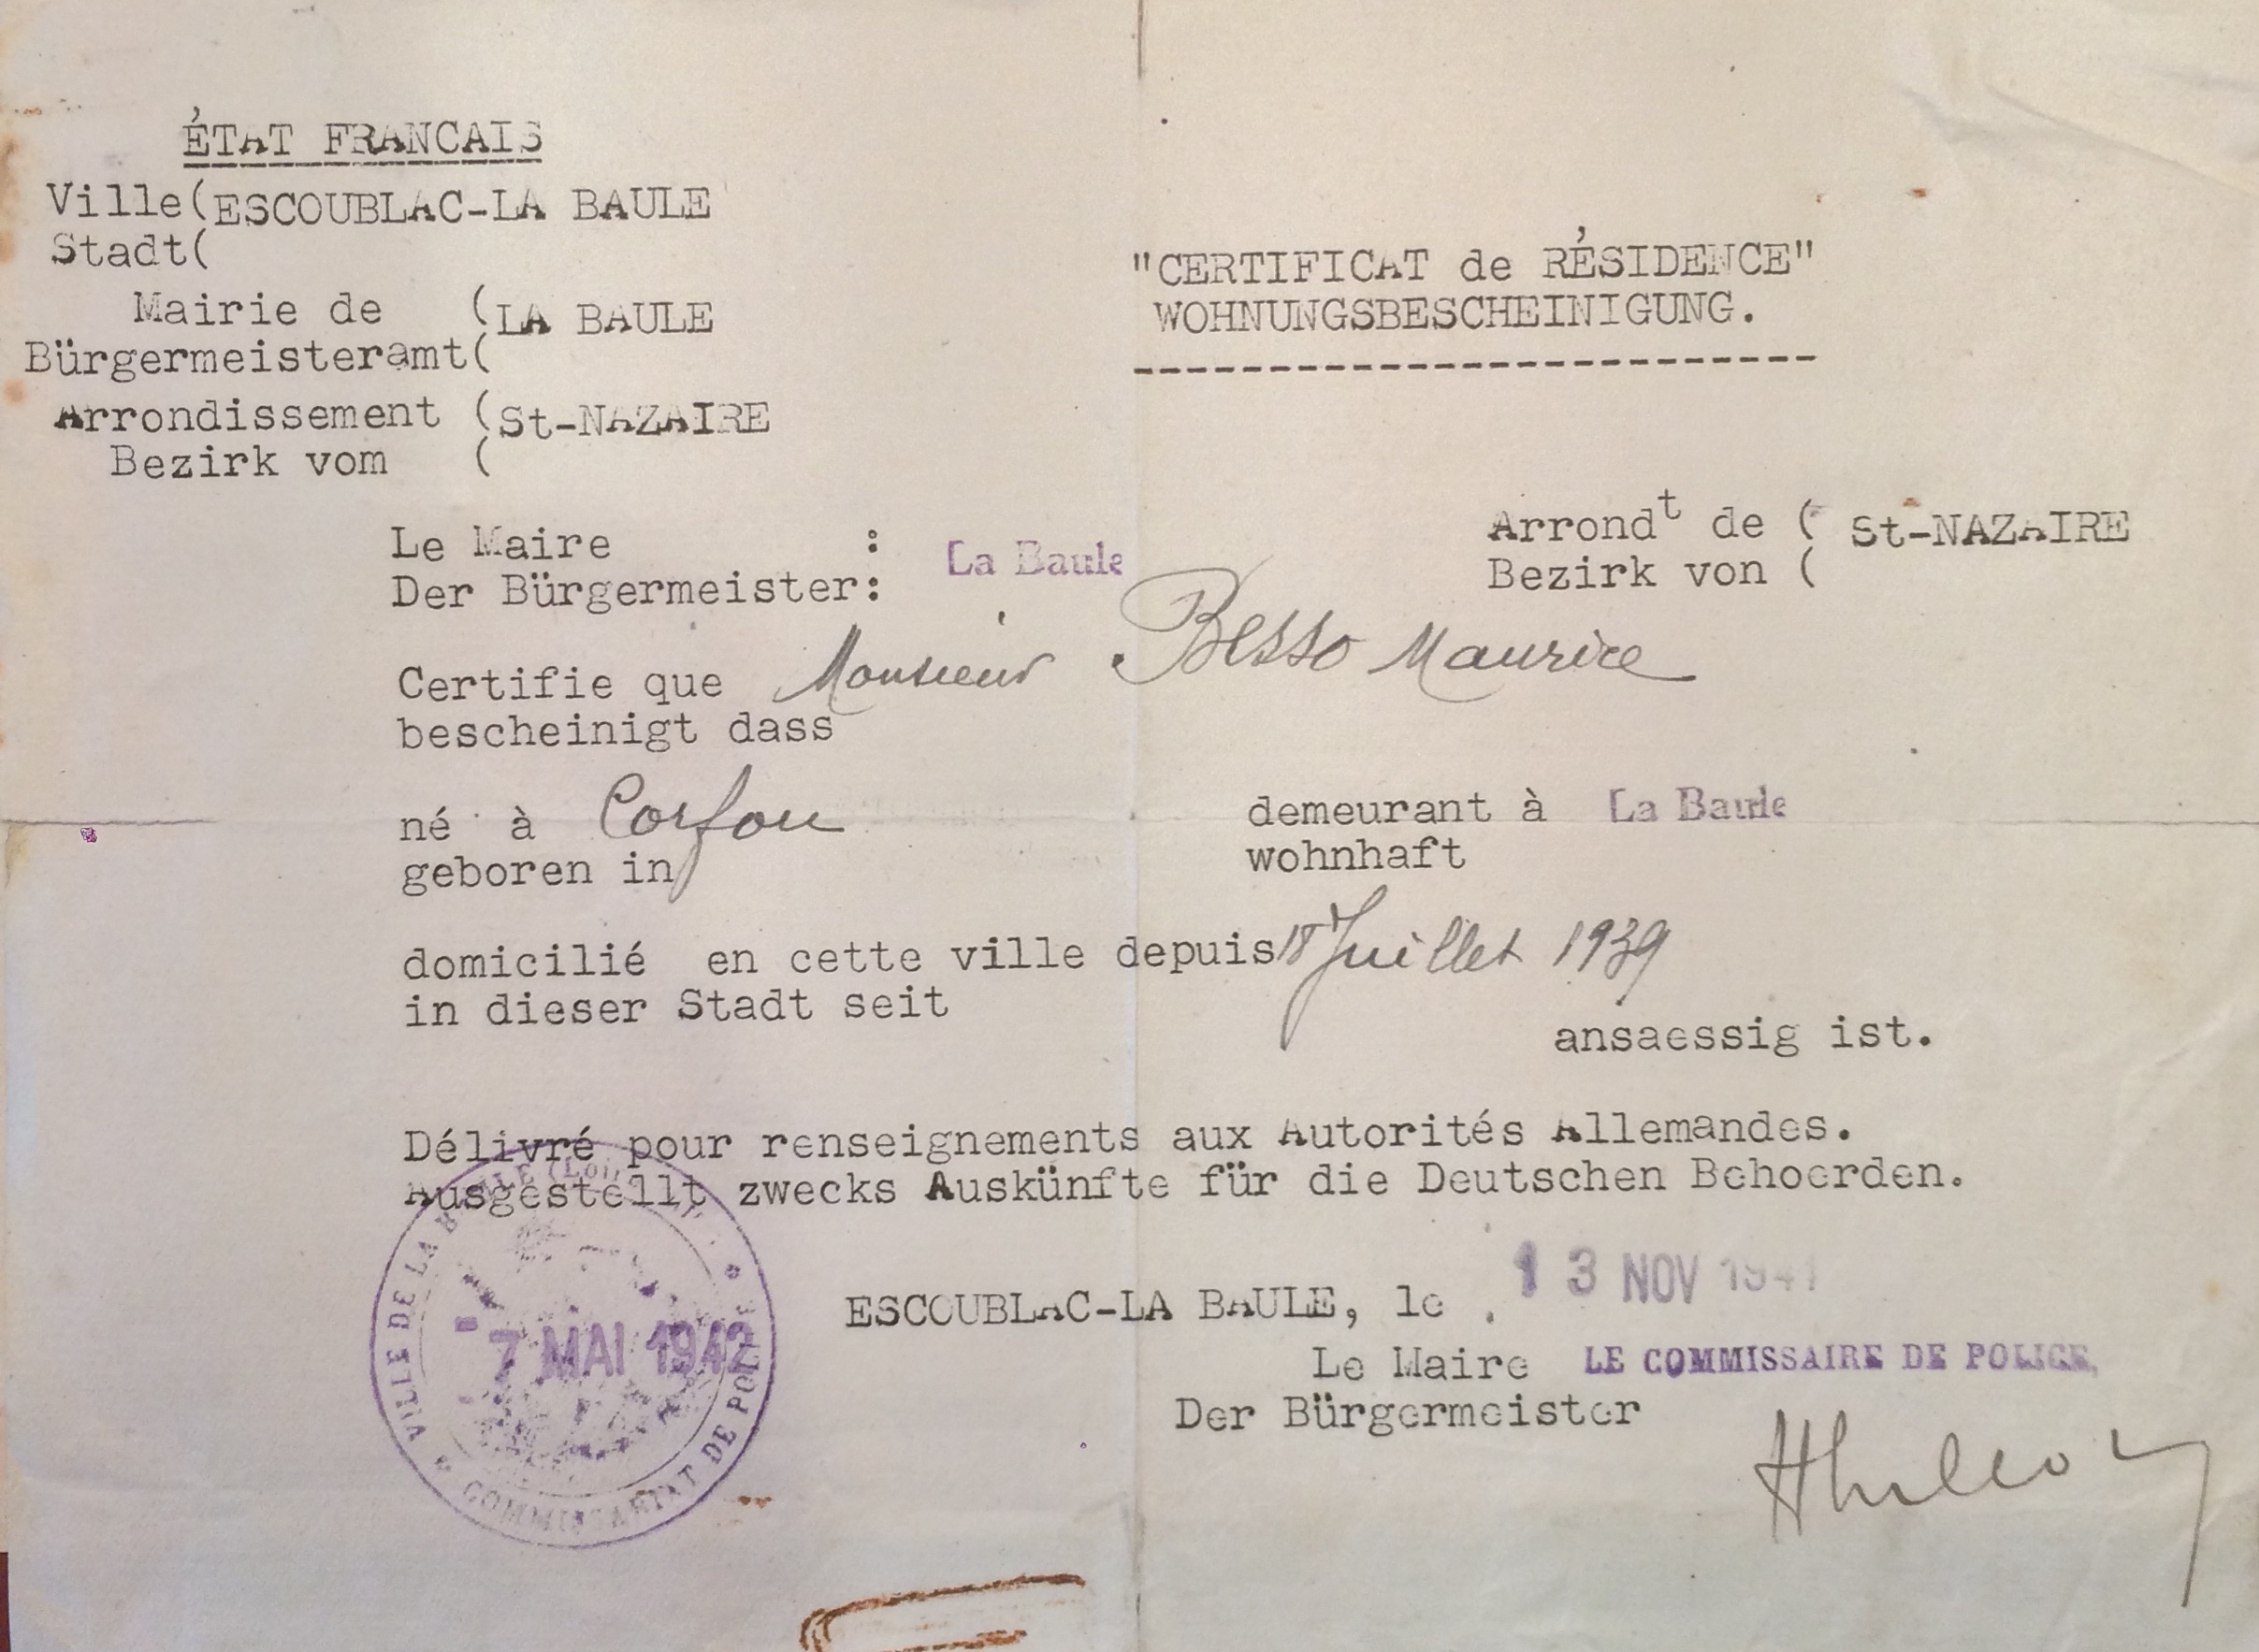 ÉTAT FRANCAIS
Ville ( ESCOUBLAC-LA BAULE
Stadt (
Mairie de ( LA BAULE
Bürgermeisteramt (
Arrondissement ( St-NAZAIRE
Bezirk vom (
"CERTIFICAT de RÉSIDENCE"
WOHNUNGSBESCHEINIGUNG.
-------------------------
Le Maire : La Baule Arrondt de ( St-NAZAIRE
Der Bürgermeister: Bezirk von (
Certifie que Monsieur Besso Maurice
bescheinigt dass
né à Corfou demeurant à La Baule
geboren in wohnhaft
domicilié en cette ville depuis 18 Juillet 1939
in dieser Stadt seit
ansaessig ist.
Délivré pour renseignements aux Autorités Allemandes.
Ausgestellt zwecks Auskünfte für die Deutschen Behoerden.
ESCOUBLAC-LA BAULE, le 13 NOV 1941
Le Maire LE COMMISSAIRE DE POLICE,
Der Bürgermeister
VILLE DE LA BAULE (Loire
-7 MAI 1942
COMMISSARIAT DE POLICE